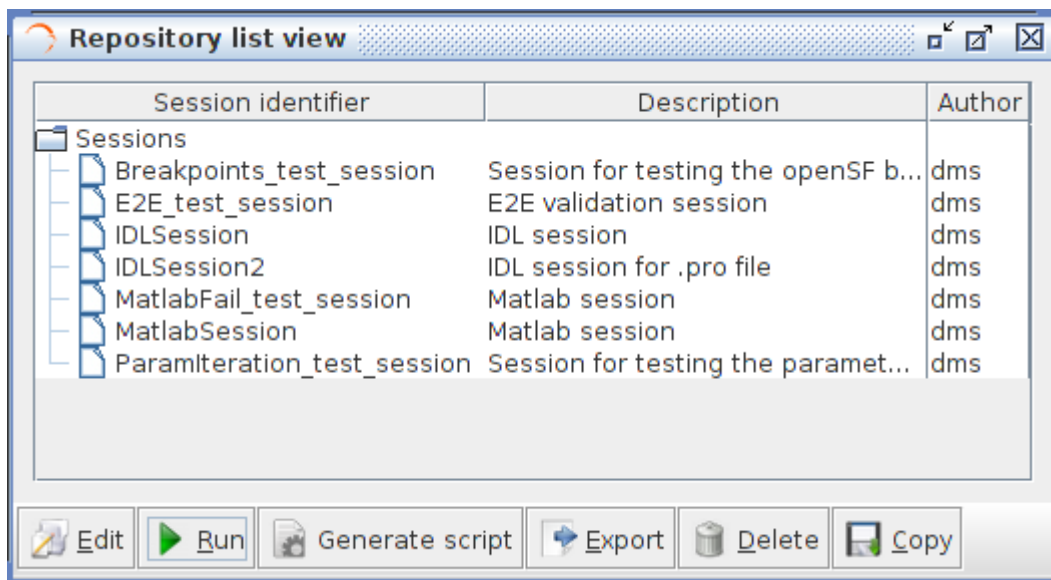 Repository list view
Session identifier Description Author
Sessions
Breakpoints_test_session Session for testing the openSF b... dms
E2E_test_session E2E validation session dms
IDLSession IDL session dms
IDLSession2 IDL session for .pro file dms
MatlabFail_test_session Matlab session dms
MatlabSession Matlab session dms
ParamIteration_test_session Session for testing the paramet... dms
Edit Run Generate script Export Delete Copy